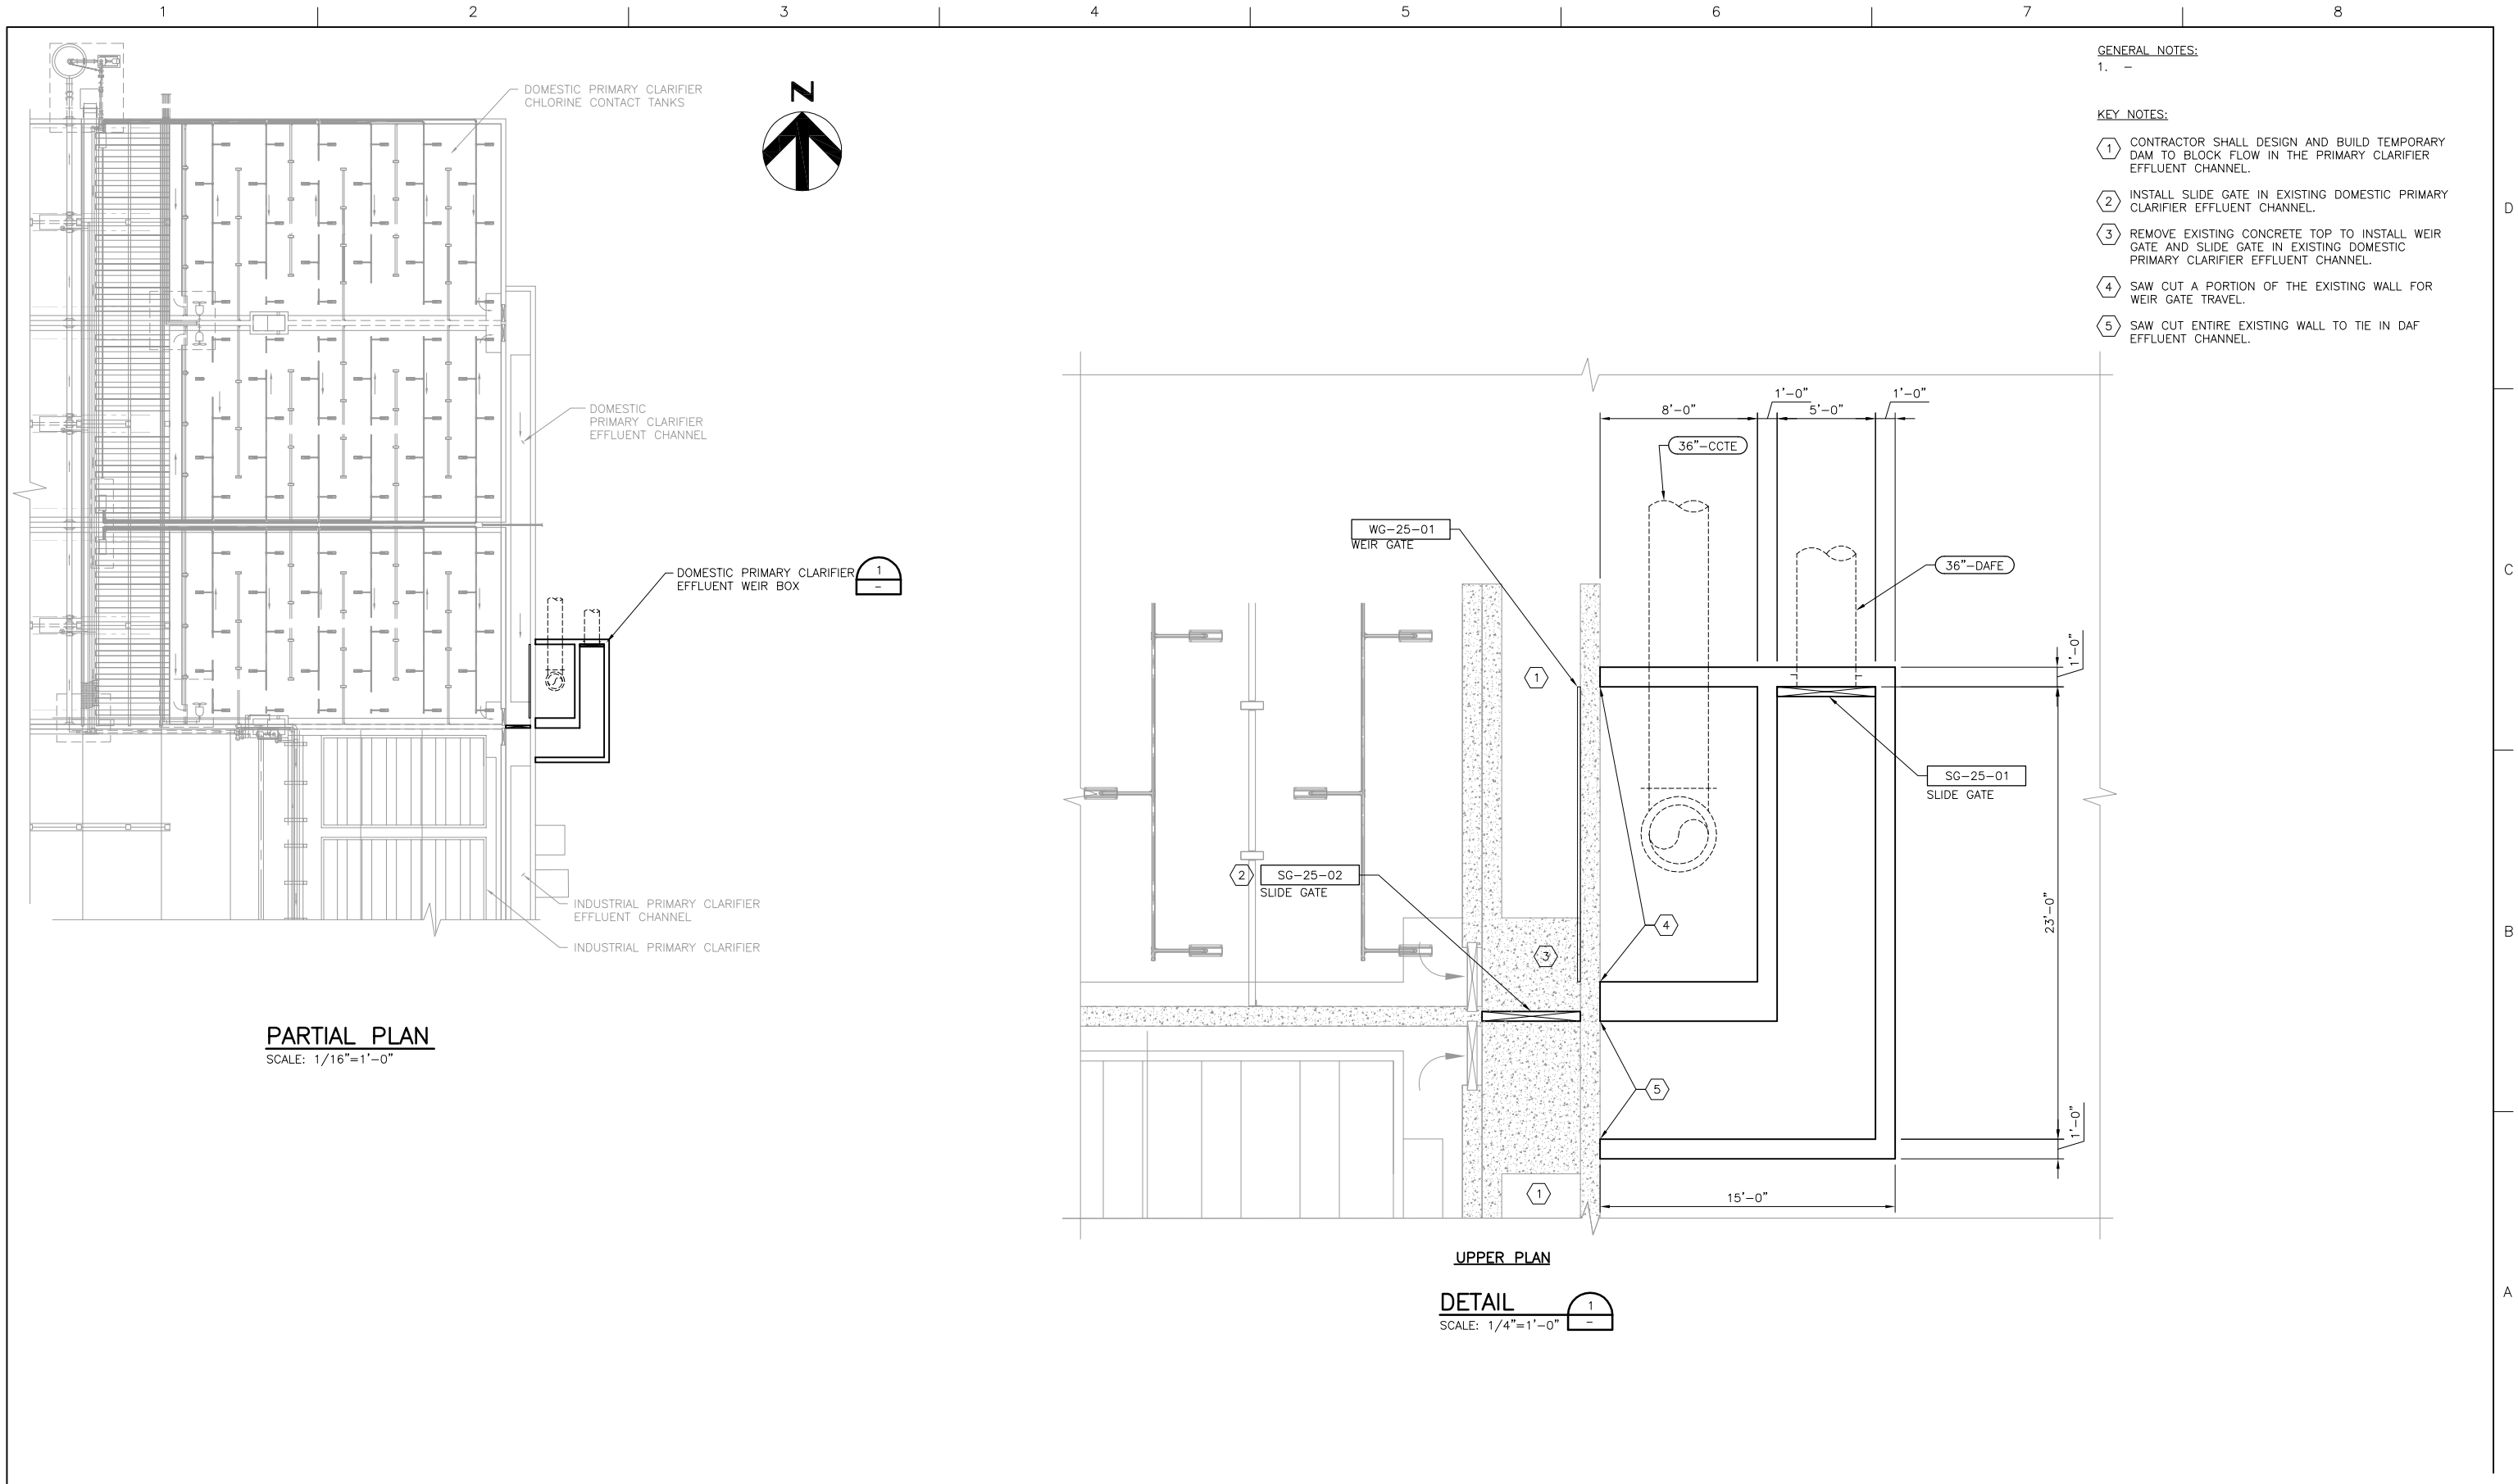 1 2 3 4 5 6 7 8
D
C
B
A
GENERAL NOTES:
1. –
KEY NOTES:
1 CONTRACTOR SHALL DESIGN AND BUILD TEMPORARY
DAM TO BLOCK FLOW IN THE PRIMARY CLARIFIER
EFFLUENT CHANNEL.
2 INSTALL SLIDE GATE IN EXISTING DOMESTIC PRIMARY
CLARIFIER EFFLUENT CHANNEL.
3 REMOVE EXISTING CONCRETE TOP TO INSTALL WEIR
GATE AND SLIDE GATE IN EXISTING DOMESTIC
PRIMARY CLARIFIER EFFLUENT CHANNEL.
4 SAW CUT A PORTION OF THE EXISTING WALL FOR
WEIR GATE TRAVEL.
5 SAW CUT ENTIRE EXISTING WALL TO TIE IN DAF
EFFLUENT CHANNEL.
DOMESTIC PRIMARY CLARIFIER
CHLORINE CONTACT TANKS
N
DOMESTIC
PRIMARY CLARIFIER
EFFLUENT CHANNEL
DOMESTIC PRIMARY CLARIFIER
EFFLUENT WEIR BOX
1
–
INDUSTRIAL PRIMARY CLARIFIER
EFFLUENT CHANNEL
INDUSTRIAL PRIMARY CLARIFIER
PARTIAL PLAN
SCALE: 1/16"=1'–0"
8'–0"
1'–0"
5'–0"
1'–0"
36"–CCTE
WG–25–01
WEIR GATE
36"–DAFE
1'–0"
1
SG–25–01
SLIDE GATE
2
SG–25–02
SLIDE GATE
4
3
23'–0"
5
1'–0"
1
15'–0"
UPPER PLAN
DETAIL
SCALE: 1/4"=1'–0"
1
–